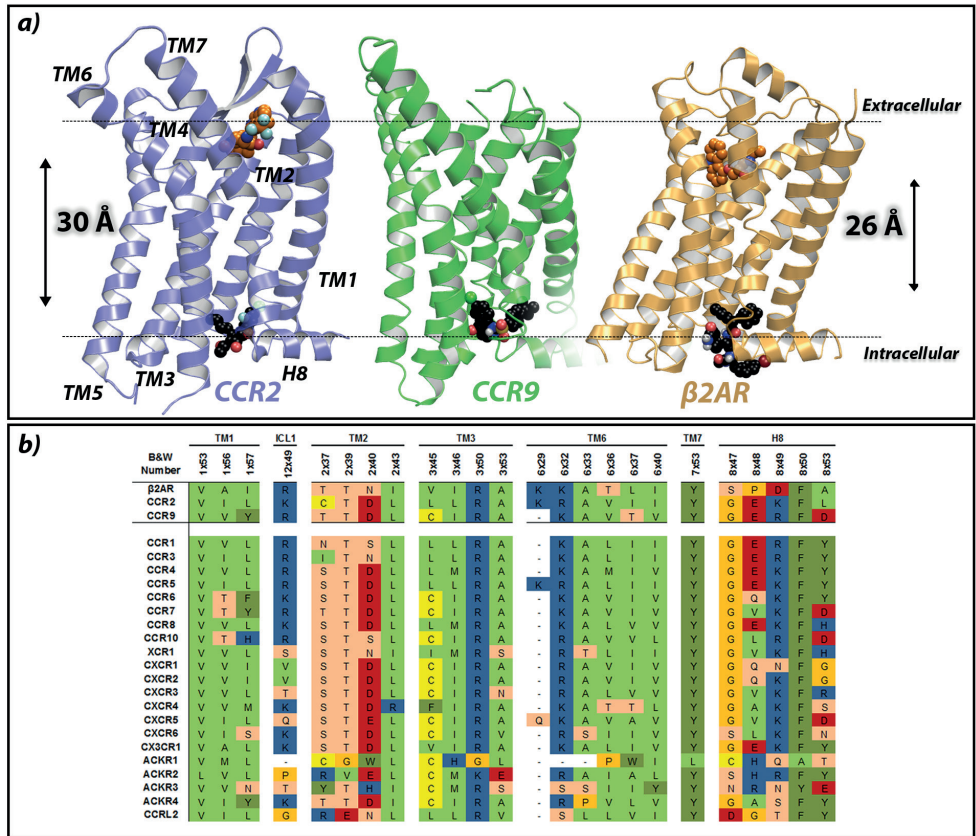 a)
TM7
TM6
Extracellular
TM4
TM2
30 Å
26 Å
TM1
Intracellular
TM3
H8
TM5
CCR2
CCR9
β2AR
b)
TM1 ICL1 TM2 TM3 TM6 TM7 H8
B&W Number 1x53 1x56 1x57 12x49 2x37 2x39 2x40 2x43 3x45 3x46 3x50 3x53 6x29 6x32 6x33 6x36 6x37 6x40 7x53 8x47 8x48 8x49 8x50 8x53
β2AR V A I R T T N I V I R A K K A T L I Y S P D F A
CCR2 V I L K C T D L L L R A K R A V I I Y G E K F L
CCR9 V V Y R T T D L C I R A - K A V T V Y G E R F D
CCR1 V V L R N T S L L L R A - K A L I I Y G E R F Y
CCR3 V I L R I T N L L L R A - K A L I I Y G E R F Y
CCR4 V V L K S T D L L L R A - K A M I V Y G E K F Y
CCR5 V I L R S T D L L L R A K R A L I I Y G E K F Y
CCR6 V T F K S T D L C I R A - K A V I V Y G Q K F Y
CCR7 V T Y R T T D L C I R A - K A V I V Y G V K F D
CCR8 V V L R S T D L L M R A - K A V I V Y G E K F H
CCR10 V T H R S T S L C I R A - R A V V L Y G L R F D
XCR1 V L L S S T N I I M R S - R T L I L Y G V K F H
CXCR1 V V I V S T D L C I R A - R A V I V Y G Q N F G
CXCR2 V V I V S T D L C I R A - R A V I V Y G Q K F G
CXCR3 V V L T S T D L C I R N - R A L L V Y G V K F R
CXCR4 V V M K S T D R F I R A - K A T T L Y G A K F S
CXCR5 V I L Q S T E L C I R A Q K A V A V Y G V K F D
CXCR6 V I S K S T D L C I R A - R S I I V Y S L K F N
CX3CR1 V A L K S T D L V I R A - K A L I V Y G E K F Y
ACKR1 V M L - C G W L C H G L - - - P W - L C H Q A T
ACKR2 L V L P R V E L C M K E - R A I A L Y S H R F Y
ACKR3 V V N T Y T H I C M R S - S S I I Y Y N R N Y E
ACKR4 V I Y K T T D L C I R A - R P V L V Y G A S F Y
CCRL2 V I L G R E N L L L R V - S L L V I Y D G T F Y